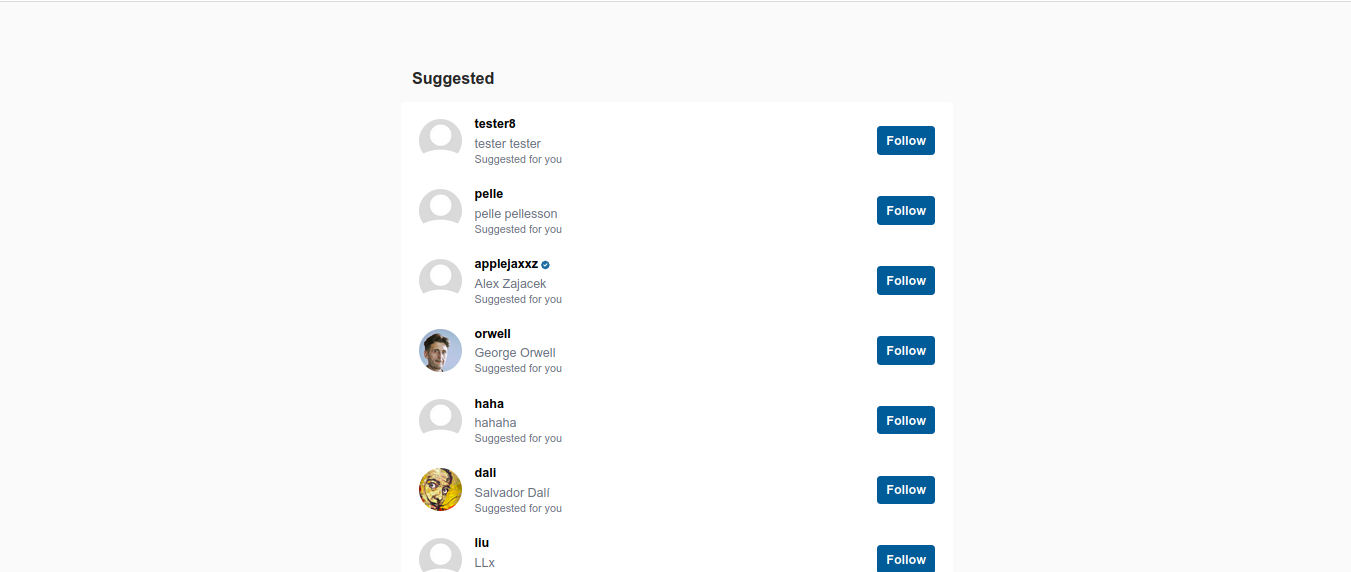 Suggested
tester8
tester tester
Suggested for you
Follow
pelle
pelle pellesson
Suggested for you
Follow
applejaxxz
Alex Zajacek
Suggested for you
Follow
orwell
George Orwell
Suggested for you
Follow
haha
hahaha
Suggested for you
Follow
dali
Salvador Dalí
Suggested for you
Follow
liu
LLx
Follow